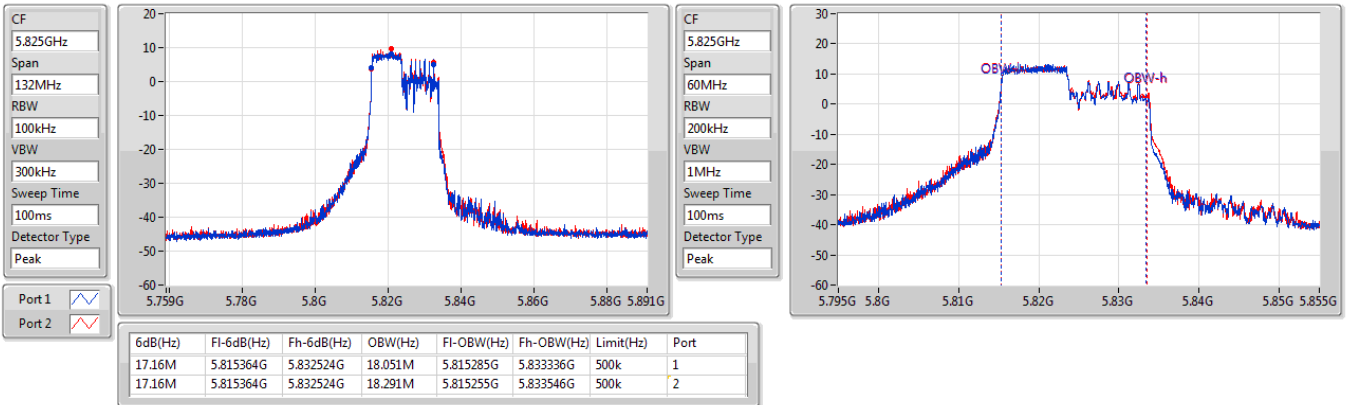 CF
5.825GHz
Span
132MHz
RBW
100kHz
VBW
300kHz
Sweep Time
100ms
Detector Type
Peak
Port 1
Port 2
20
10
0
-10
-20
-30
-40
-50
-60
5.759G 5.78G 5.8G 5.82G 5.84G 5.86G 5.88G 5.891G
CF
5.825GHz
Span
60MHz
RBW
200kHz
VBW
1MHz
Sweep Time
100ms
Detector Type
Peak
30
20
10
0
-10
-20
-30
-40
-50
-60
OBW-h
5.795G 5.8G 5.81G 5.82G 5.83G 5.84G 5.85G 5.855G
6dB(Hz) Fl-6dB(Hz) Fh-6dB(Hz) OBW(Hz) Fl-OBW(Hz) Fh-OBW(Hz) Limit(Hz) Port
17.16M 5.815364G 5.832524G 18.051M 5.815285G 5.833336G 500k 1
17.16M 5.815364G 5.832524G 18.291M 5.815255G 5.833546G 500k 2